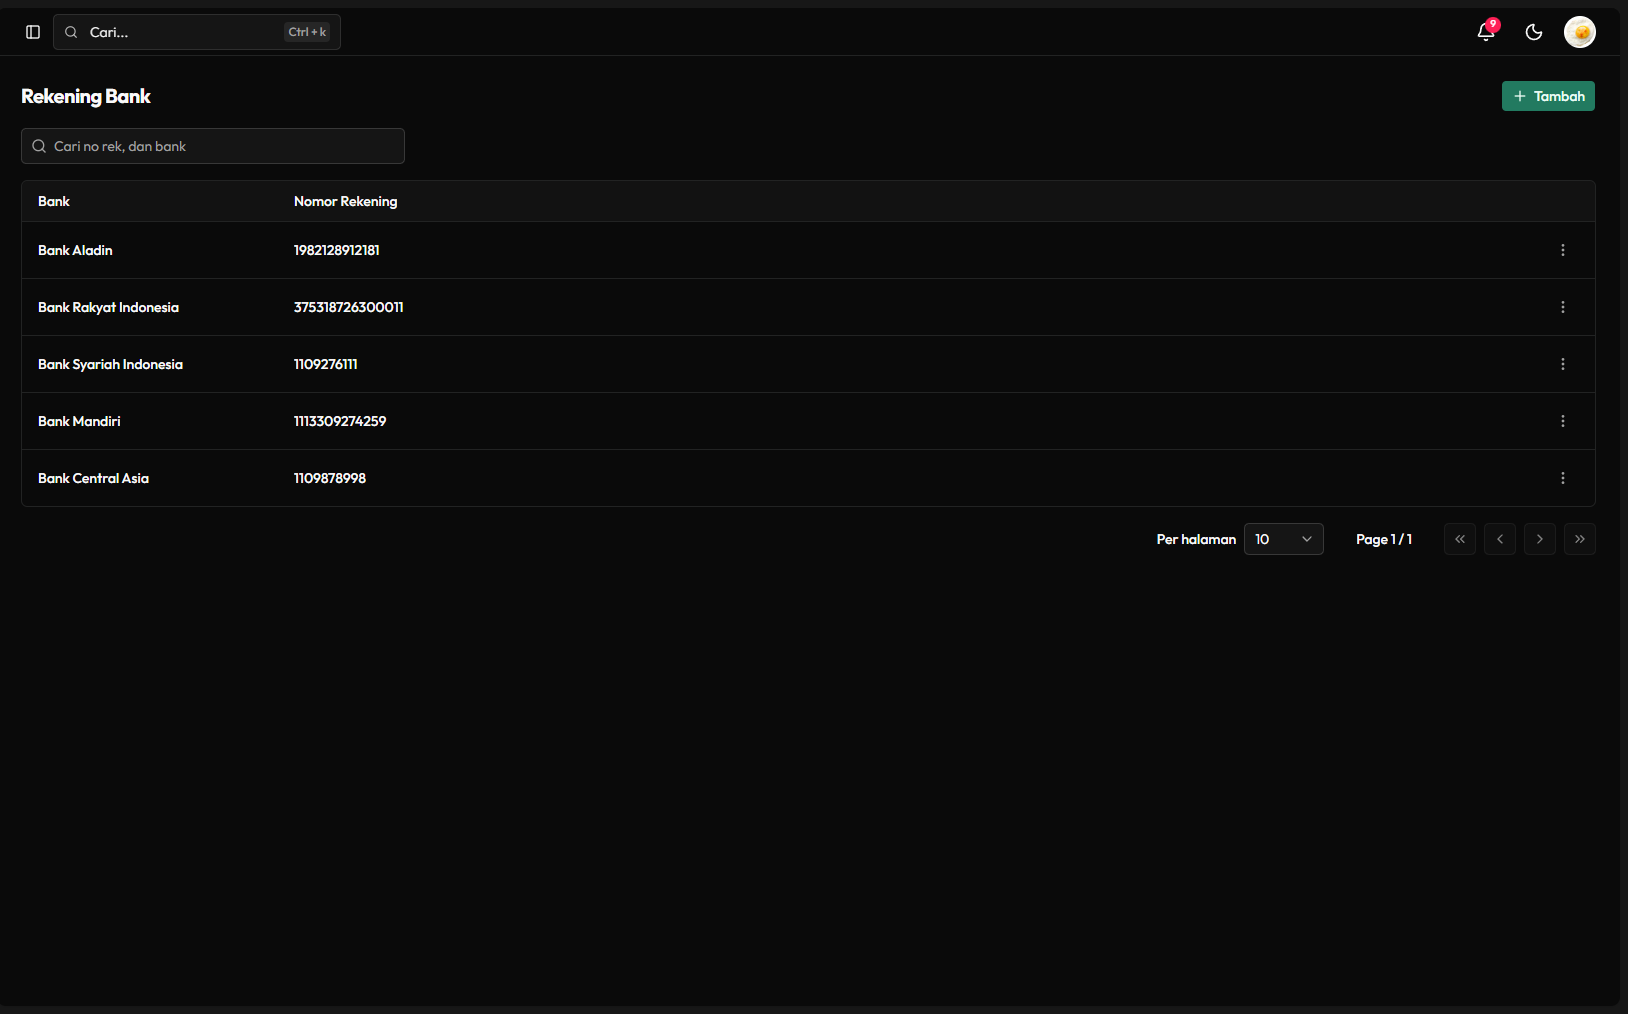 Cari... Ctrl + k 9
Rekening Bank + Tambah
Cari no rek, dan bank
Bank Nomor Rekening
Bank Aladin 1982128912181
Bank Rakyat Indonesia 375318726300011
Bank Syariah Indonesia 1109276111
Bank Mandiri 1113309274259
Bank Central Asia 1109878998
Per halaman 10 Page 1 / 1